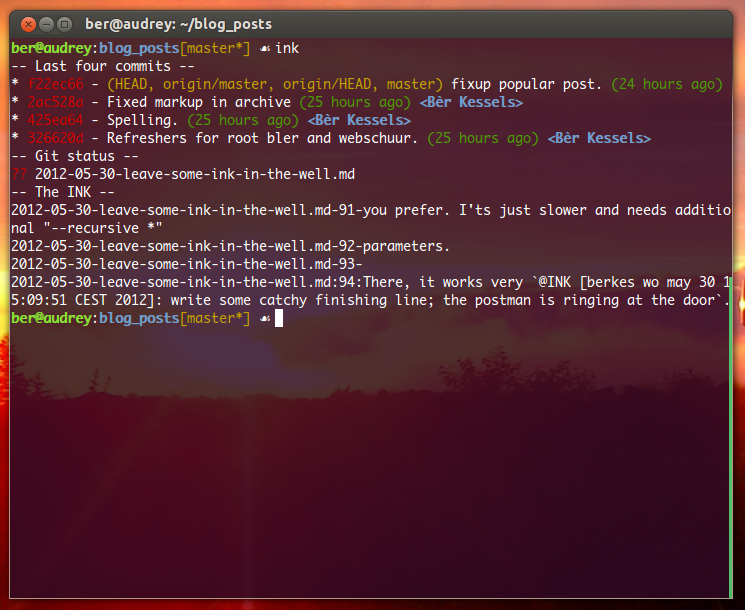 ber@audrey: ~/blog_posts
ber@audrey:blog_posts[master*] ☙ ink
-- Last four commits --
* f22ec66 - (HEAD, origin/master, origin/HEAD, master) fixup popular post. (24 hours ago)
* 2ac528a - Fixed markup in archive (25 hours ago) <Bèr Kessels>
* 425ea64 - Spelling. (25 hours ago) <Bèr Kessels>
* 326620d - Refreshers for root bler and webschuur. (25 hours ago) <Bèr Kessels>
-- Git status --
?? 2012-05-30-leave-some-ink-in-the-well.md
-- The INK --
2012-05-30-leave-some-ink-in-the-well.md-91-you prefer. I'ts just slower and needs additio
nal "--recursive *"
2012-05-30-leave-some-ink-in-the-well.md-92-parameters.
2012-05-30-leave-some-ink-in-the-well.md-93-
2012-05-30-leave-some-ink-in-the-well.md:94:There, it works very `@INK [berkes wo may 30 1
5:09:51 CEST 2012]: write some catchy finishing line; the postman is ringing at the door`.
ber@audrey:blog_posts[master*] ☙